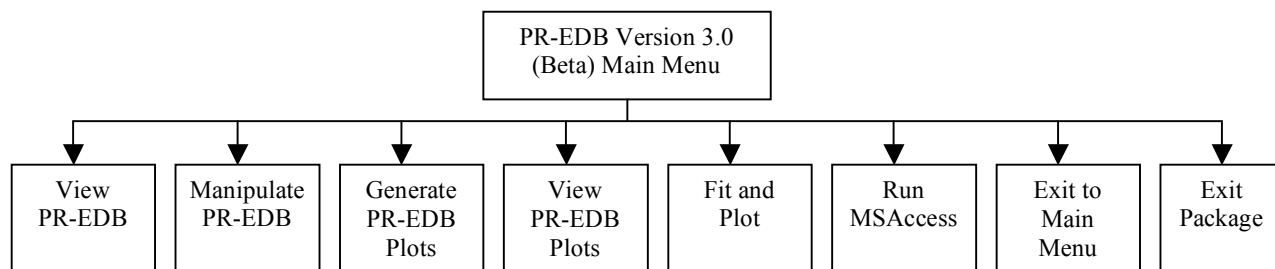 PR-EDB Version 3.0
(Beta) Main Menu
View
PR-EDB
Manipulate
PR-EDB
Generate
PR-EDB
Plots
View
PR-EDB
Plots
Fit and
Plot
Run
MSAccess
Exit to
Main
Menu
Exit
Package